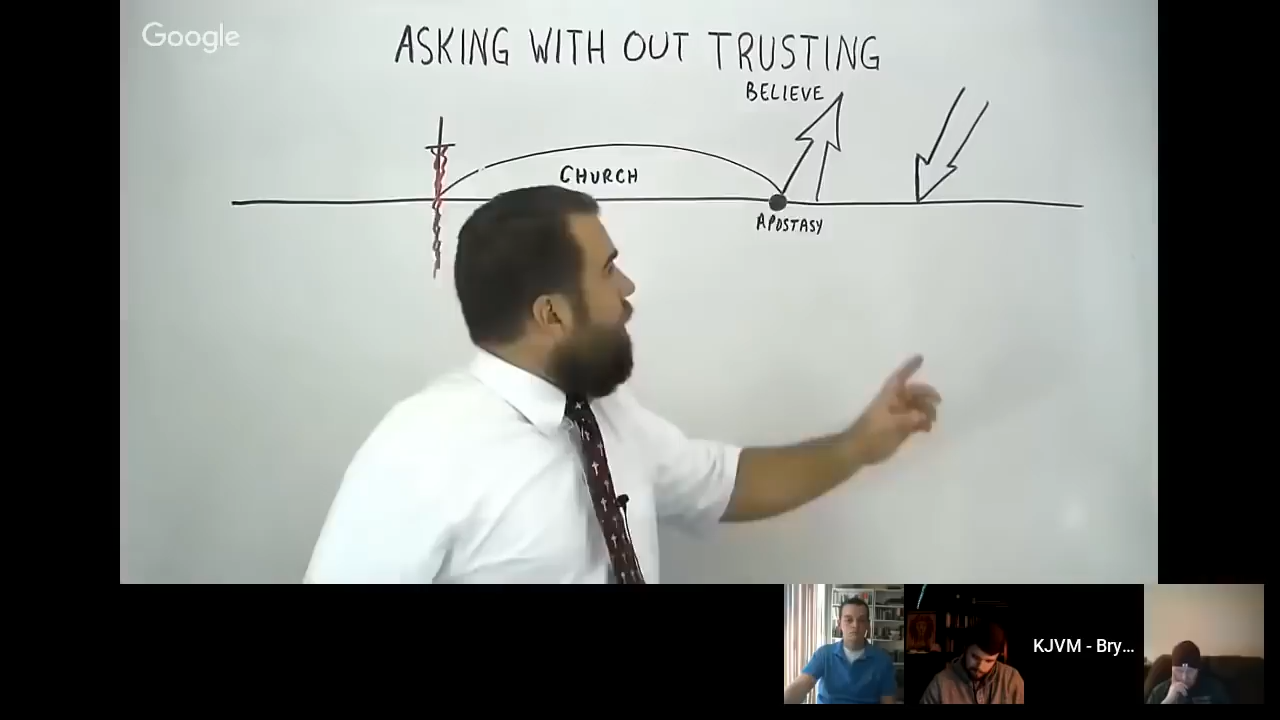 Google
ASKING WITH OUT TRUSTING
BELIEVE
CHURCH
APOSTASY
KJVM - Bry...